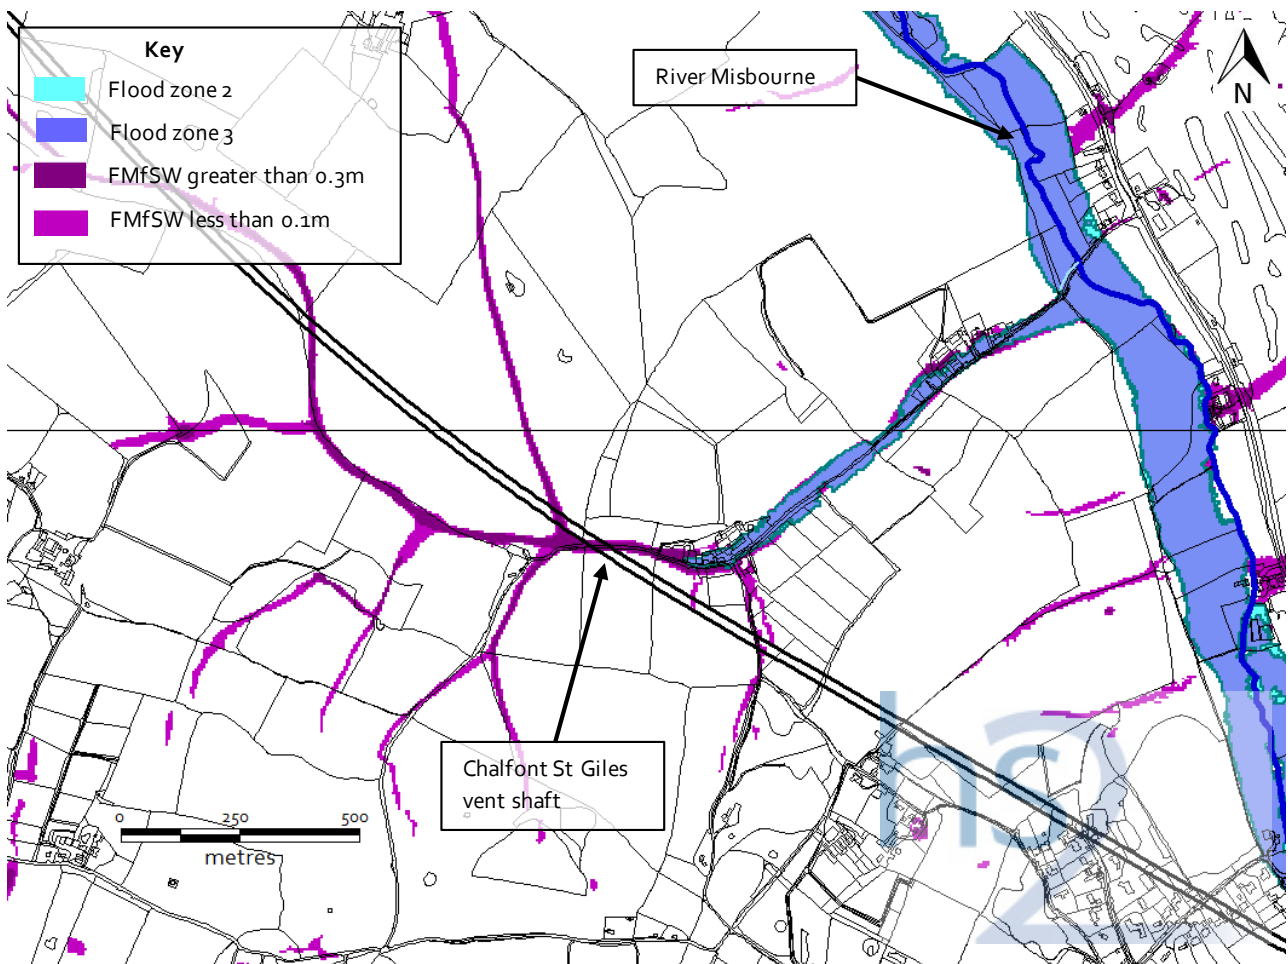 Key
Flood zone 2
Flood zone 3
FMfSW greater than 0.3m
FMfSW less than 0.1m
River Misbourne
N
Chalfont St Giles
vent shaft
0 250 500
metres
hs2